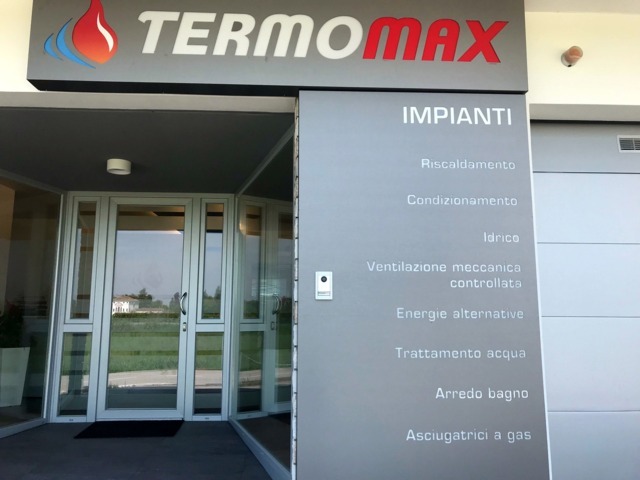 TERMOMAX
IMPIANTI
Riscaldamento
Condizionamento
Idrico
Ventilazione meccanica
controllata
Energie alternative
Trattamento acqua
Arredo bagno
Asciugatrici a gas